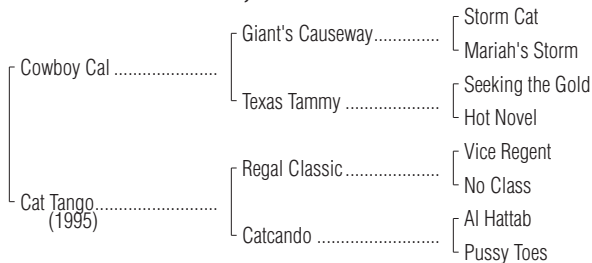 Storm Cat
Giant's Causeway..............
Mariah's Storm
Cowboy Cal ......................
Seeking the Gold
Texas Tammy ....................
Hot Novel
Vice Regent
Regal Classic....................
No Class
Cat Tango..........................
(1995)
Al Hattab
Catcando ..........................
Pussy Toes